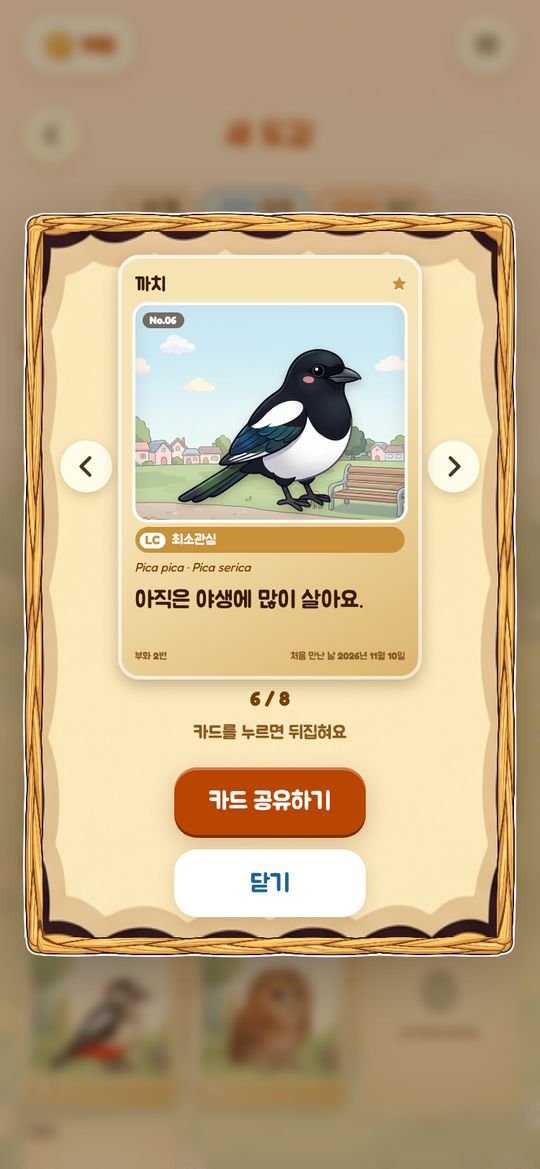 까치
No.06
LC 최소관심
Pica pica · Pica serica
아직은 야생에 많이 살아요.
부화 2번
처음 만난 날 2026년 11월 10일
6 / 8
카드를 누르면 뒤집혀요
카드 공유하기
닫기